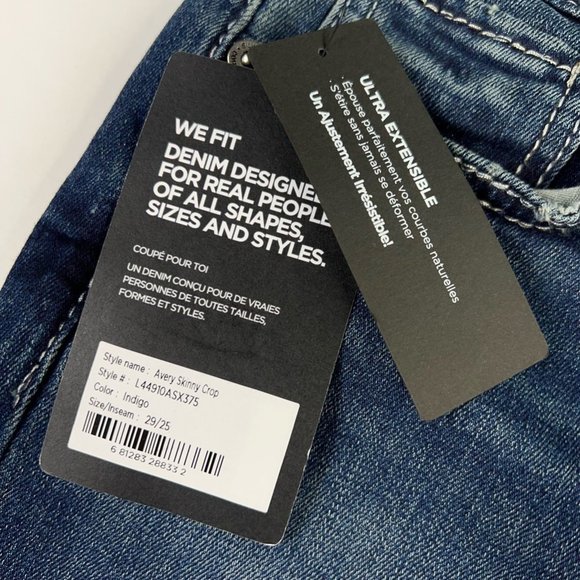 WE FIT
DENIM DESIGNED
FOR REAL PEOPLE
OF ALL SHAPES,
SIZES AND STYLES.
COUPÉ POUR TOI
UN DENIM CONÇU POUR DE VRAIES
PERSONNES DE TOUTES TAILLES,
FORMES ET STYLES.
Style name : Avery Skinny Crop
Style # : L44910ASX375
Color : Indigo
Size/Inseam : 29/25
6 81283 28833 2
ULTRA EXTENSIBLE
· Épouse parfaitement vos courbes naturelles
· S'étire sans jamais se déformer
Un Ajustement Irrésistible!